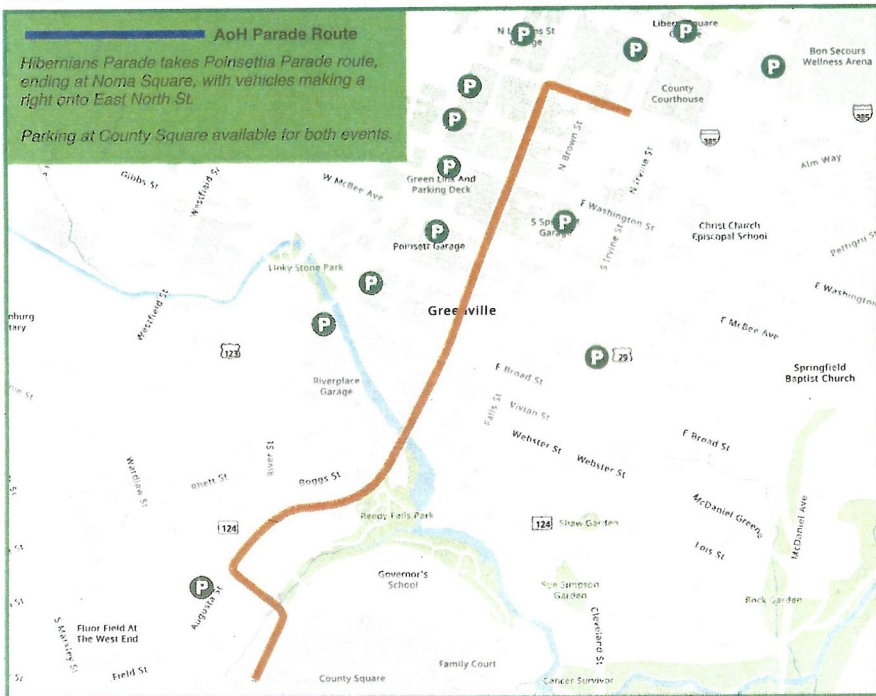 AoH Parade Route
Hibernians Parade takes Poinsettia Parade route,
ending at Noma Square, with vehicles making a
right onto East North St.
Parking at County Square available for both events.
P
N
St
P
P
Bon Secours
Wellness Arena
P
P
County
Courthouse
385
385
P
N Brown St
N Irvine St
Alm Way
Gibbs St
Westfield St
W McBee Ave
P
Green Link And
Parking Deck
P
Garage
E Washington St
S Irvine St
Christ Church
Episcopal School
Pettigru St
P
Poinsett Garage
Linky Stone Park
P
E Washington
Westfield St
Greenville
P
E McBee Ave
123
P
29
Springfield
Baptist Church
Riverplace
Garage
E Broad St
Falls St
Vivian St
Webster St
Webster St
E Broad St
River St
Boggs St
Rhett St
Wardlaw St
McDaniel Greene
McDaniel Ave
124
Reedy Falls Park
124
Shaw Garden
Lois St
Governor's
School
Sue Simpson
Garden
Rock Garden
P
Augusta St
Cleveland St
Fluor Field At
The West End
S Markley St
Field St
County Square
Family Court
Cancer Survivor